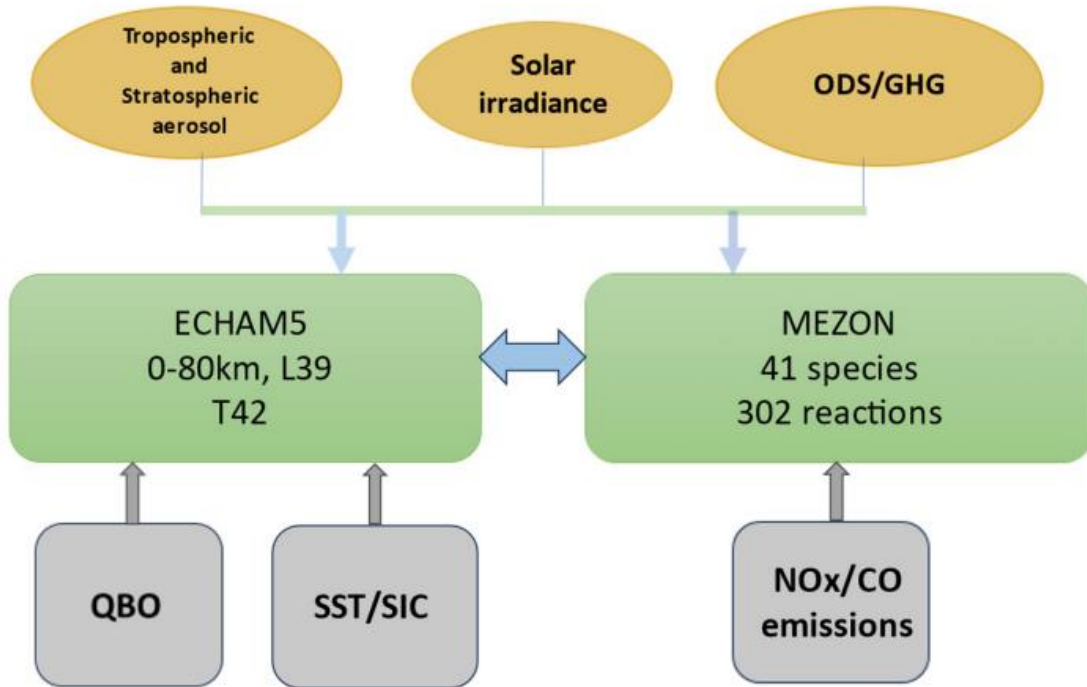 Tropospheric
and
Stratospheric
aerosol
Solar
irradiance
ODS/GHG
ECHAM5
0-80km, L39
T42
MEZON
41 species
302 reactions
QBO
SST/SIC
NOx/CO
emissions